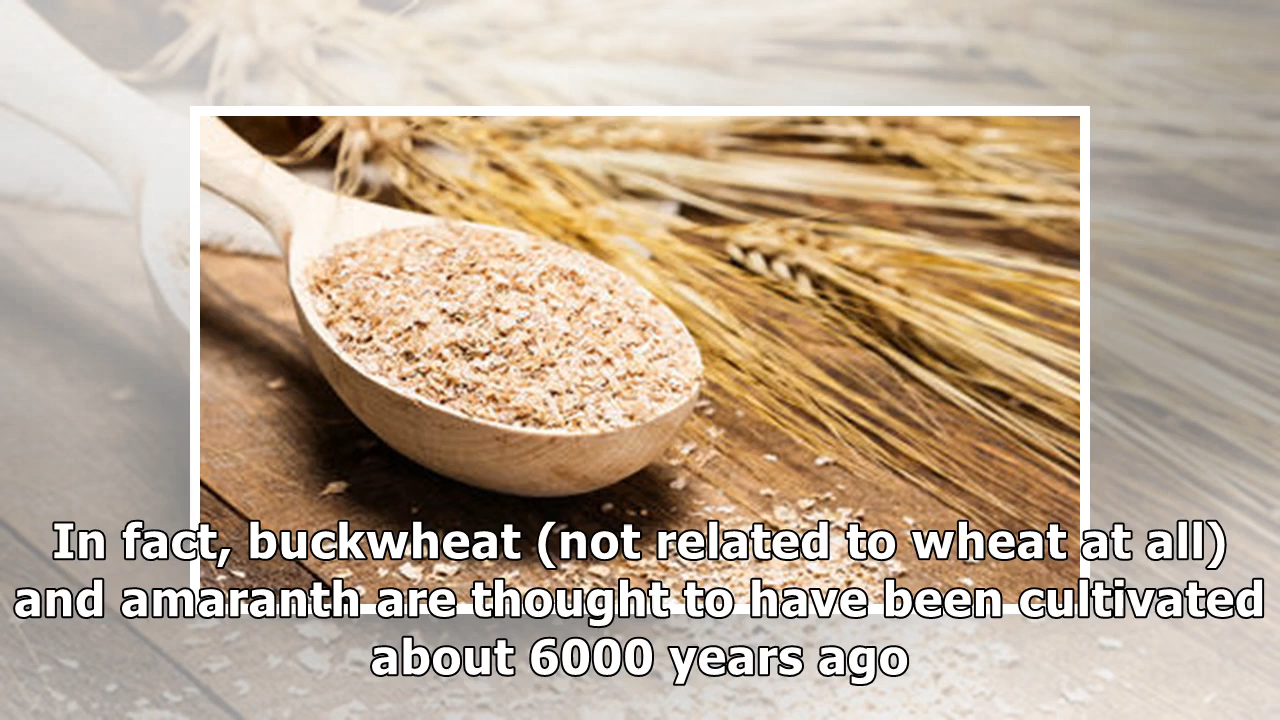 In fact, buckwheat (not related to wheat at all)
and amaranth are thought to have been cultivated
about 6000 years ago